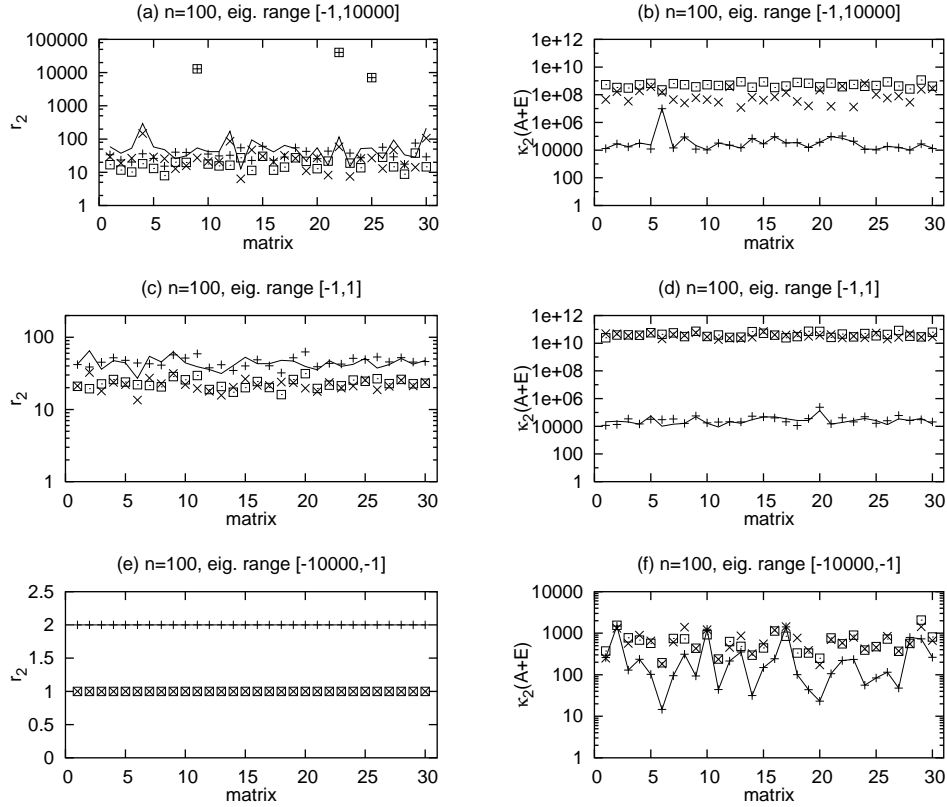 (a) n=100, eig. range [-1,10000]
r2
100000
10000
1000
100
10
1
0 5 10 15 20 25 30
matrix
(b) n=100, eig. range [-1,10000]
κ2(A+E)
1e+12
1e+10
1e+08
1e+06
10000
100
1
0 5 10 15 20 25 30
matrix
(c) n=100, eig. range [-1,1]
r2
100
10
1
0 5 10 15 20 25 30
matrix
(d) n=100, eig. range [-1,1]
κ2(A+E)
1e+12
1e+10
1e+08
1e+06
10000
100
1
0 5 10 15 20 25 30
matrix
(e) n=100, eig. range [-10000,-1]
r2
2.5
2
1.5
1
0.5
0
0 5 10 15 20 25 30
matrix
(f) n=100, eig. range [-10000,-1]
κ2(A+E)
10000
1000
100
10
1
0 5 10 15 20 25 30
matrix